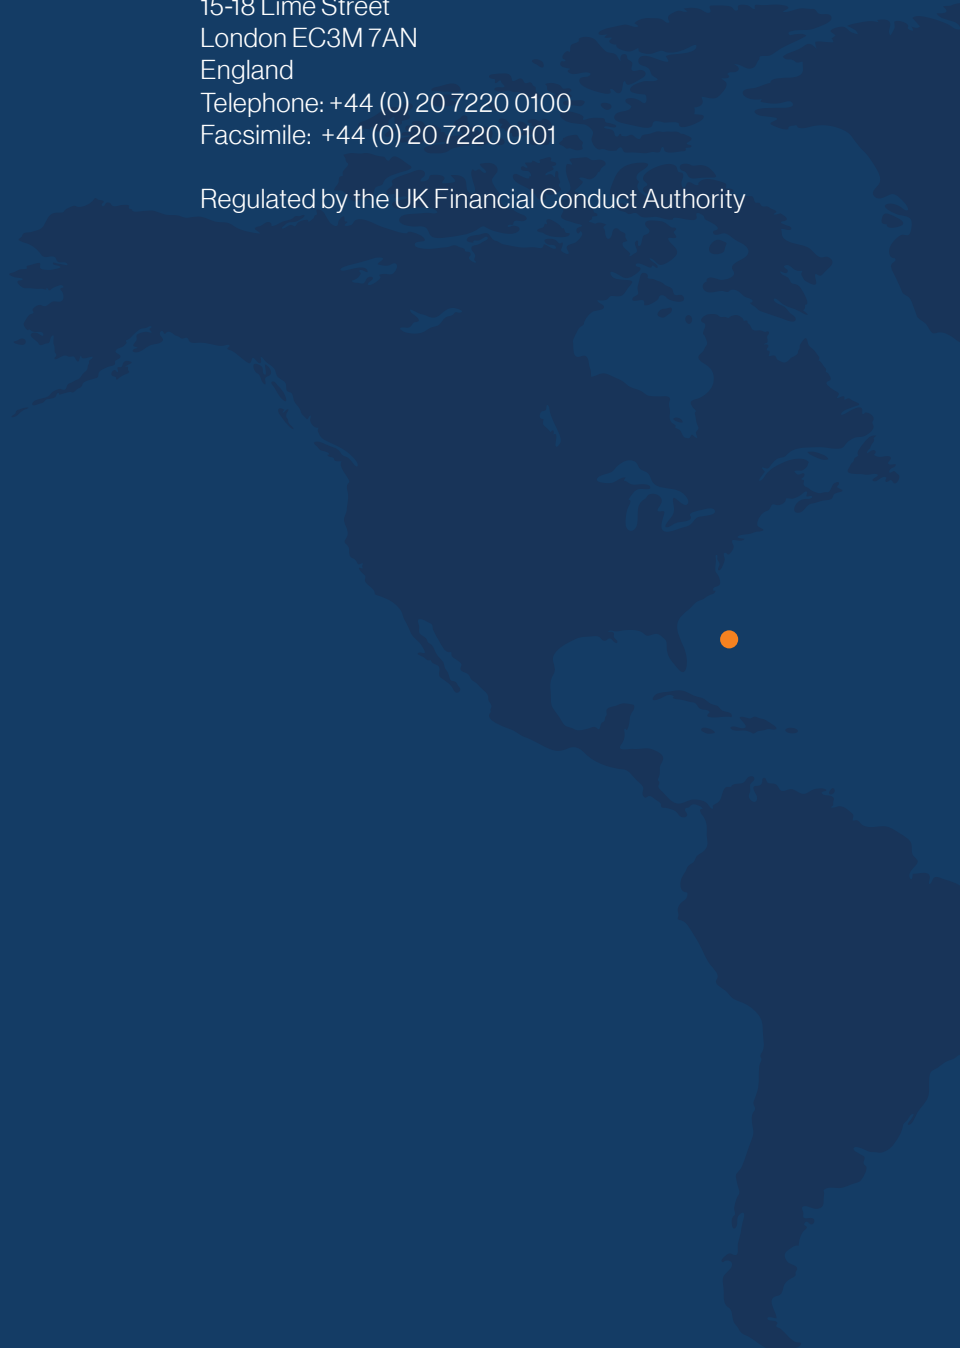 15-18 Lime Street
London EC3M 7AN
England
Telephone: +44 (0) 20 7220 0100
Facsimile:  +44 (0) 20 7220 0101
Regulated by the UK Financial Conduct Authority